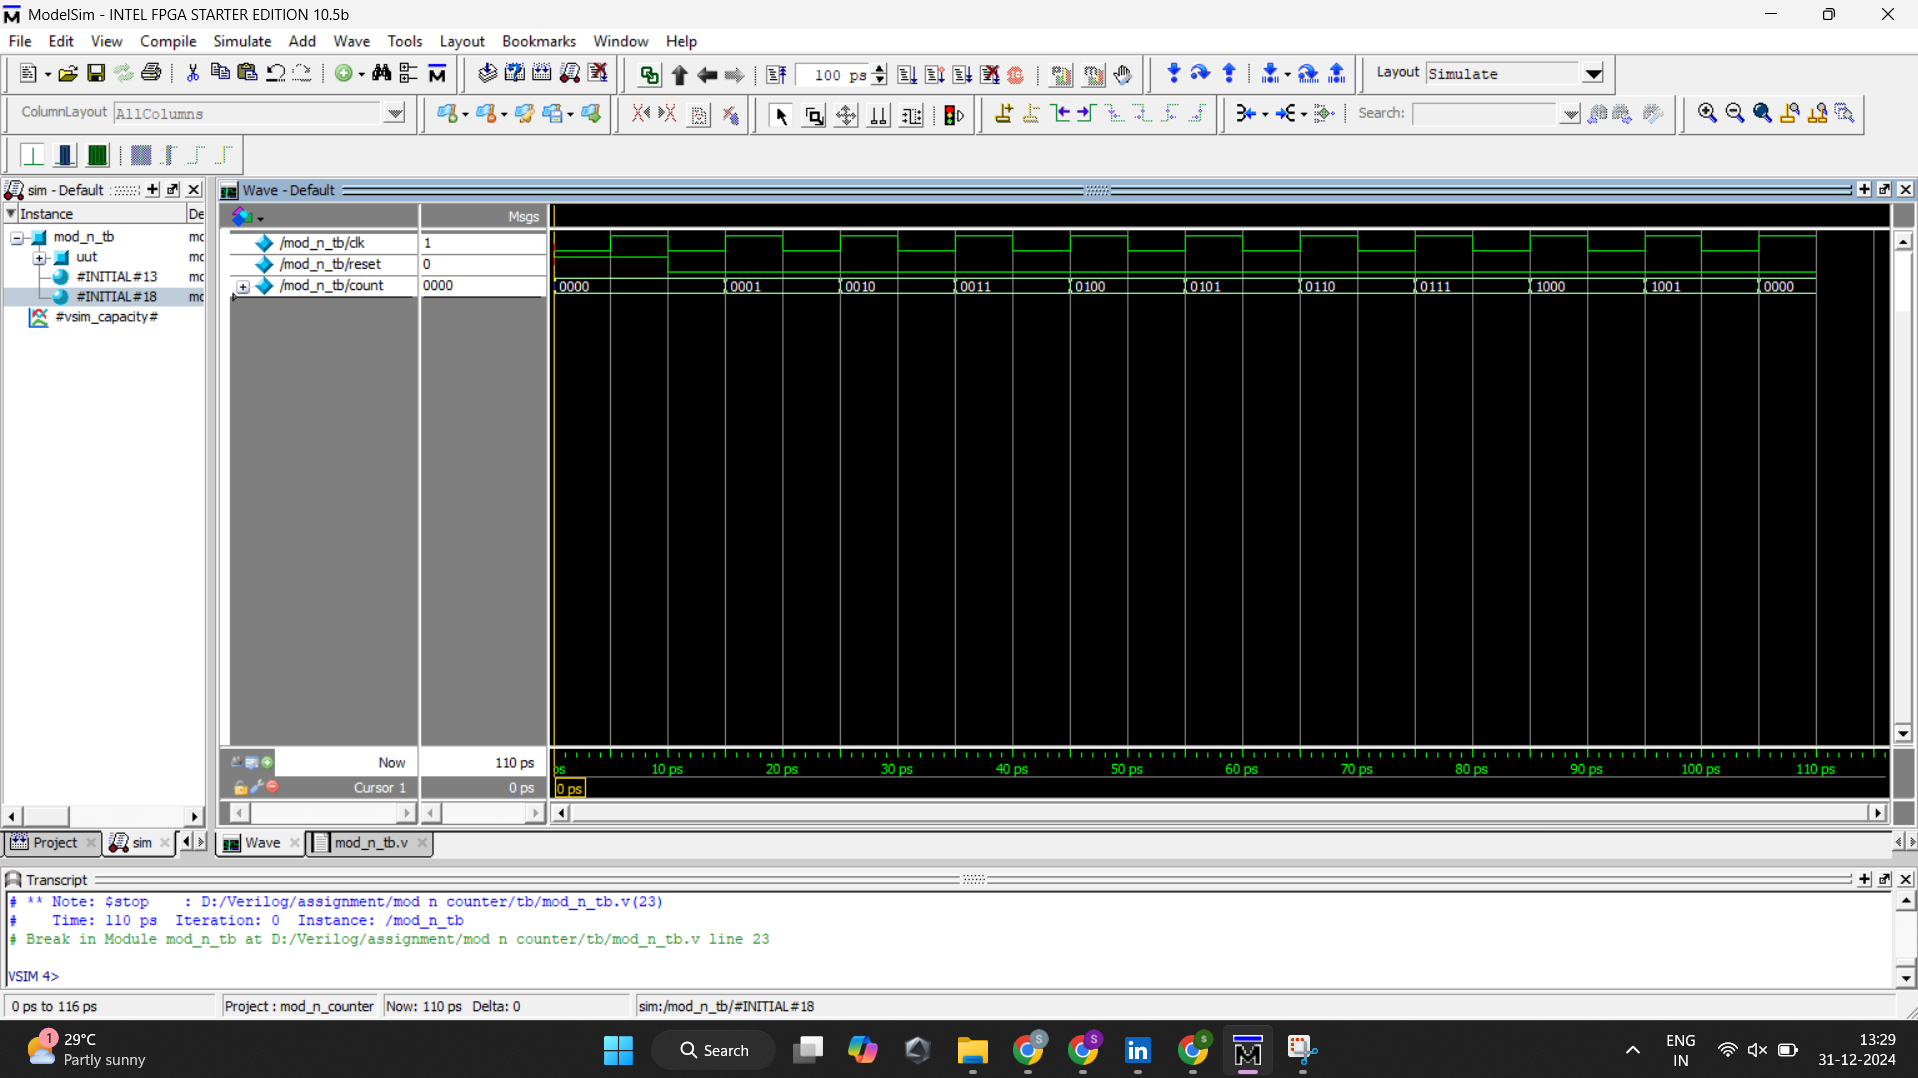 ModelSim - INTEL FPGA STARTER EDITION 10.5b
File Edit View Compile Simulate Add Wave Tools Layout Bookmarks Window Help
100 ps
Layout Simulate
ColumnLayout AllColumns
Search:
sim - Default
Wave - Default
Instance
Msgs
mod_n_tb
uut
#INITIAL#13
#INITIAL#18
#vsim_capacity#
/mod_n_tb/clk 1
/mod_n_tb/reset 0
/mod_n_tb/count 0000
0000 0001 0010 0011 0100 0101 0110 0111 1000 1001 0000
Now 110 ps
10 ps 20 ps 30 ps 40 ps 50 ps 60 ps 70 ps 80 ps 90 ps 100 ps 110 ps
Cursor 1 0 ps
0 ps
Project sim Wave mod_n_tb.v
Transcript
# ** Note: $stop    : D:/Verilog/assignment/mod n counter/tb/mod_n_tb.v(23)
#    Time: 110 ps  Iteration: 0  Instance: /mod_n_tb
# Break in Module mod_n_tb at D:/Verilog/assignment/mod n counter/tb/mod_n_tb.v line 23
VSIM 4>
0 ps to 116 ps
Project : mod_n_counter
Now: 110 ps Delta: 0
sim:/mod_n_tb/#INITIAL#18
1
29°C
Partly sunny
Search
ENG
IN
13:29
31-12-2024